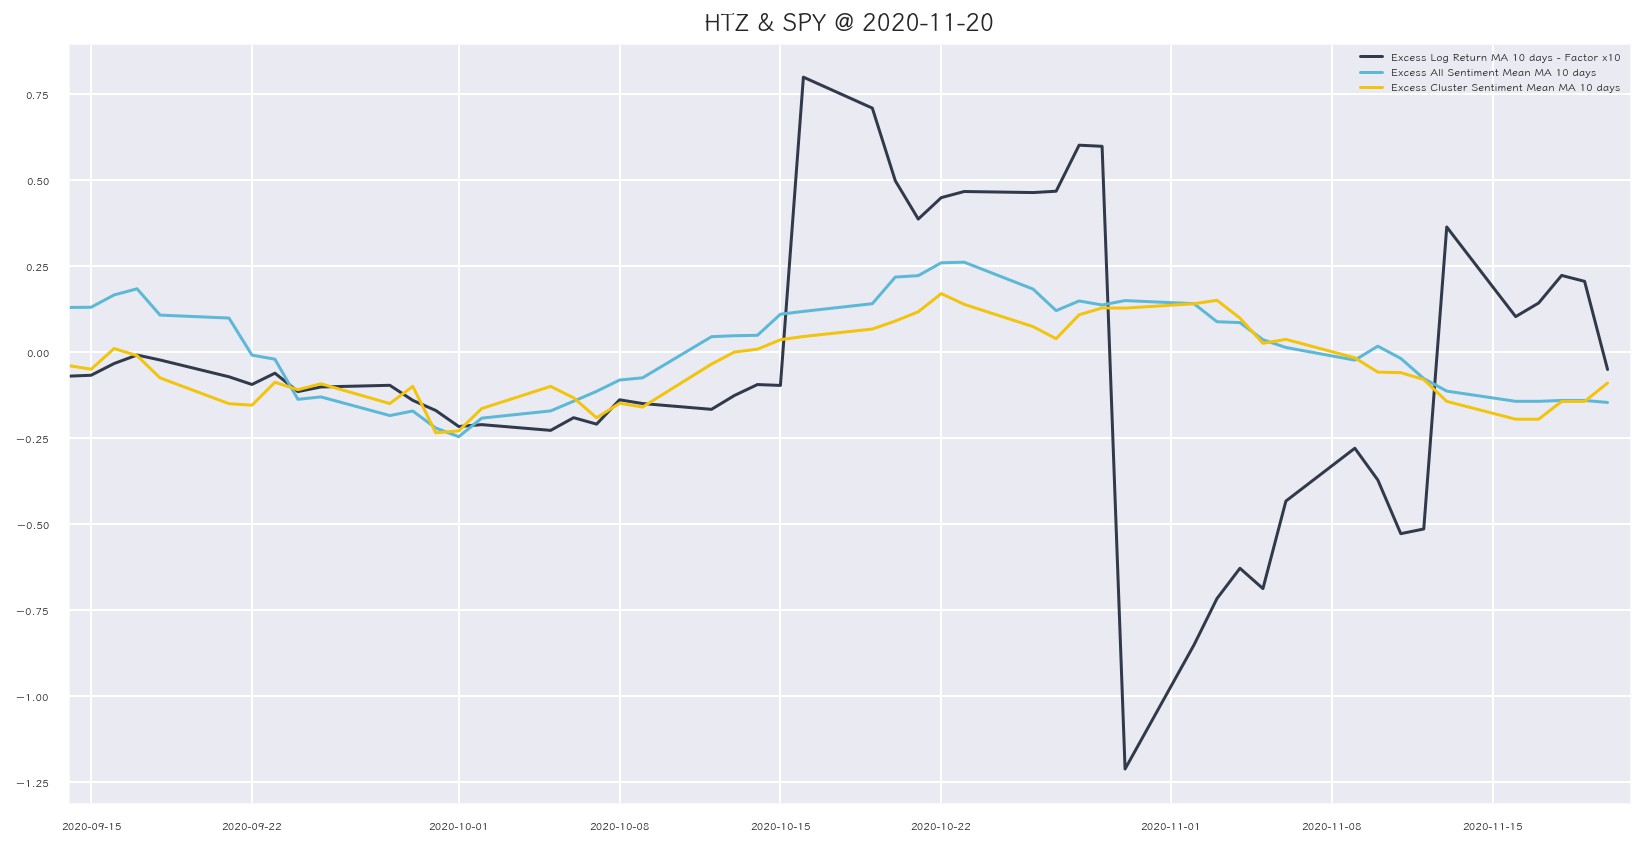 HTZ & SPY @ 2020-11-20
Excess Log Return MA 10 days - Factor x10
Excess All Sentiment Mean MA 10 days
Excess Cluster Sentiment Mean MA 10 days
0.75
0.50
0.25
0.00
−0.25
−0.50
−0.75
−1.00
−1.25
2020-09-15 2020-09-22 2020-10-01 2020-10-08 2020-10-15 2020-10-22 2020-11-01 2020-11-08 2020-11-15